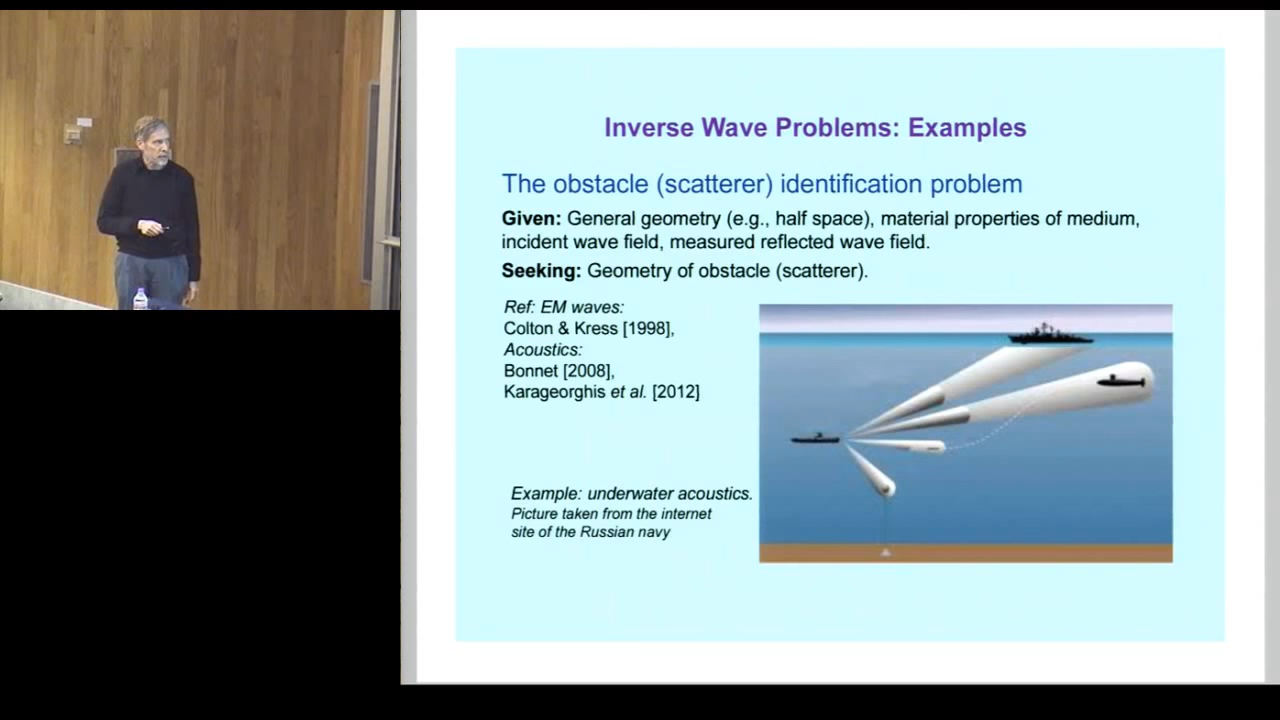 Inverse Wave Problems: Examples
The obstacle (scatterer) identification problem
Given: General geometry (e.g., half space), material properties of medium,
incident wave field, measured reflected wave field.
Seeking: Geometry of obstacle (scatterer).
Ref: EM waves:
Colton & Kress [1998],
Acoustics:
Bonnet [2008],
Karageorghis et al. [2012]
Example: underwater acoustics.
Picture taken from the internet
site of the Russian navy